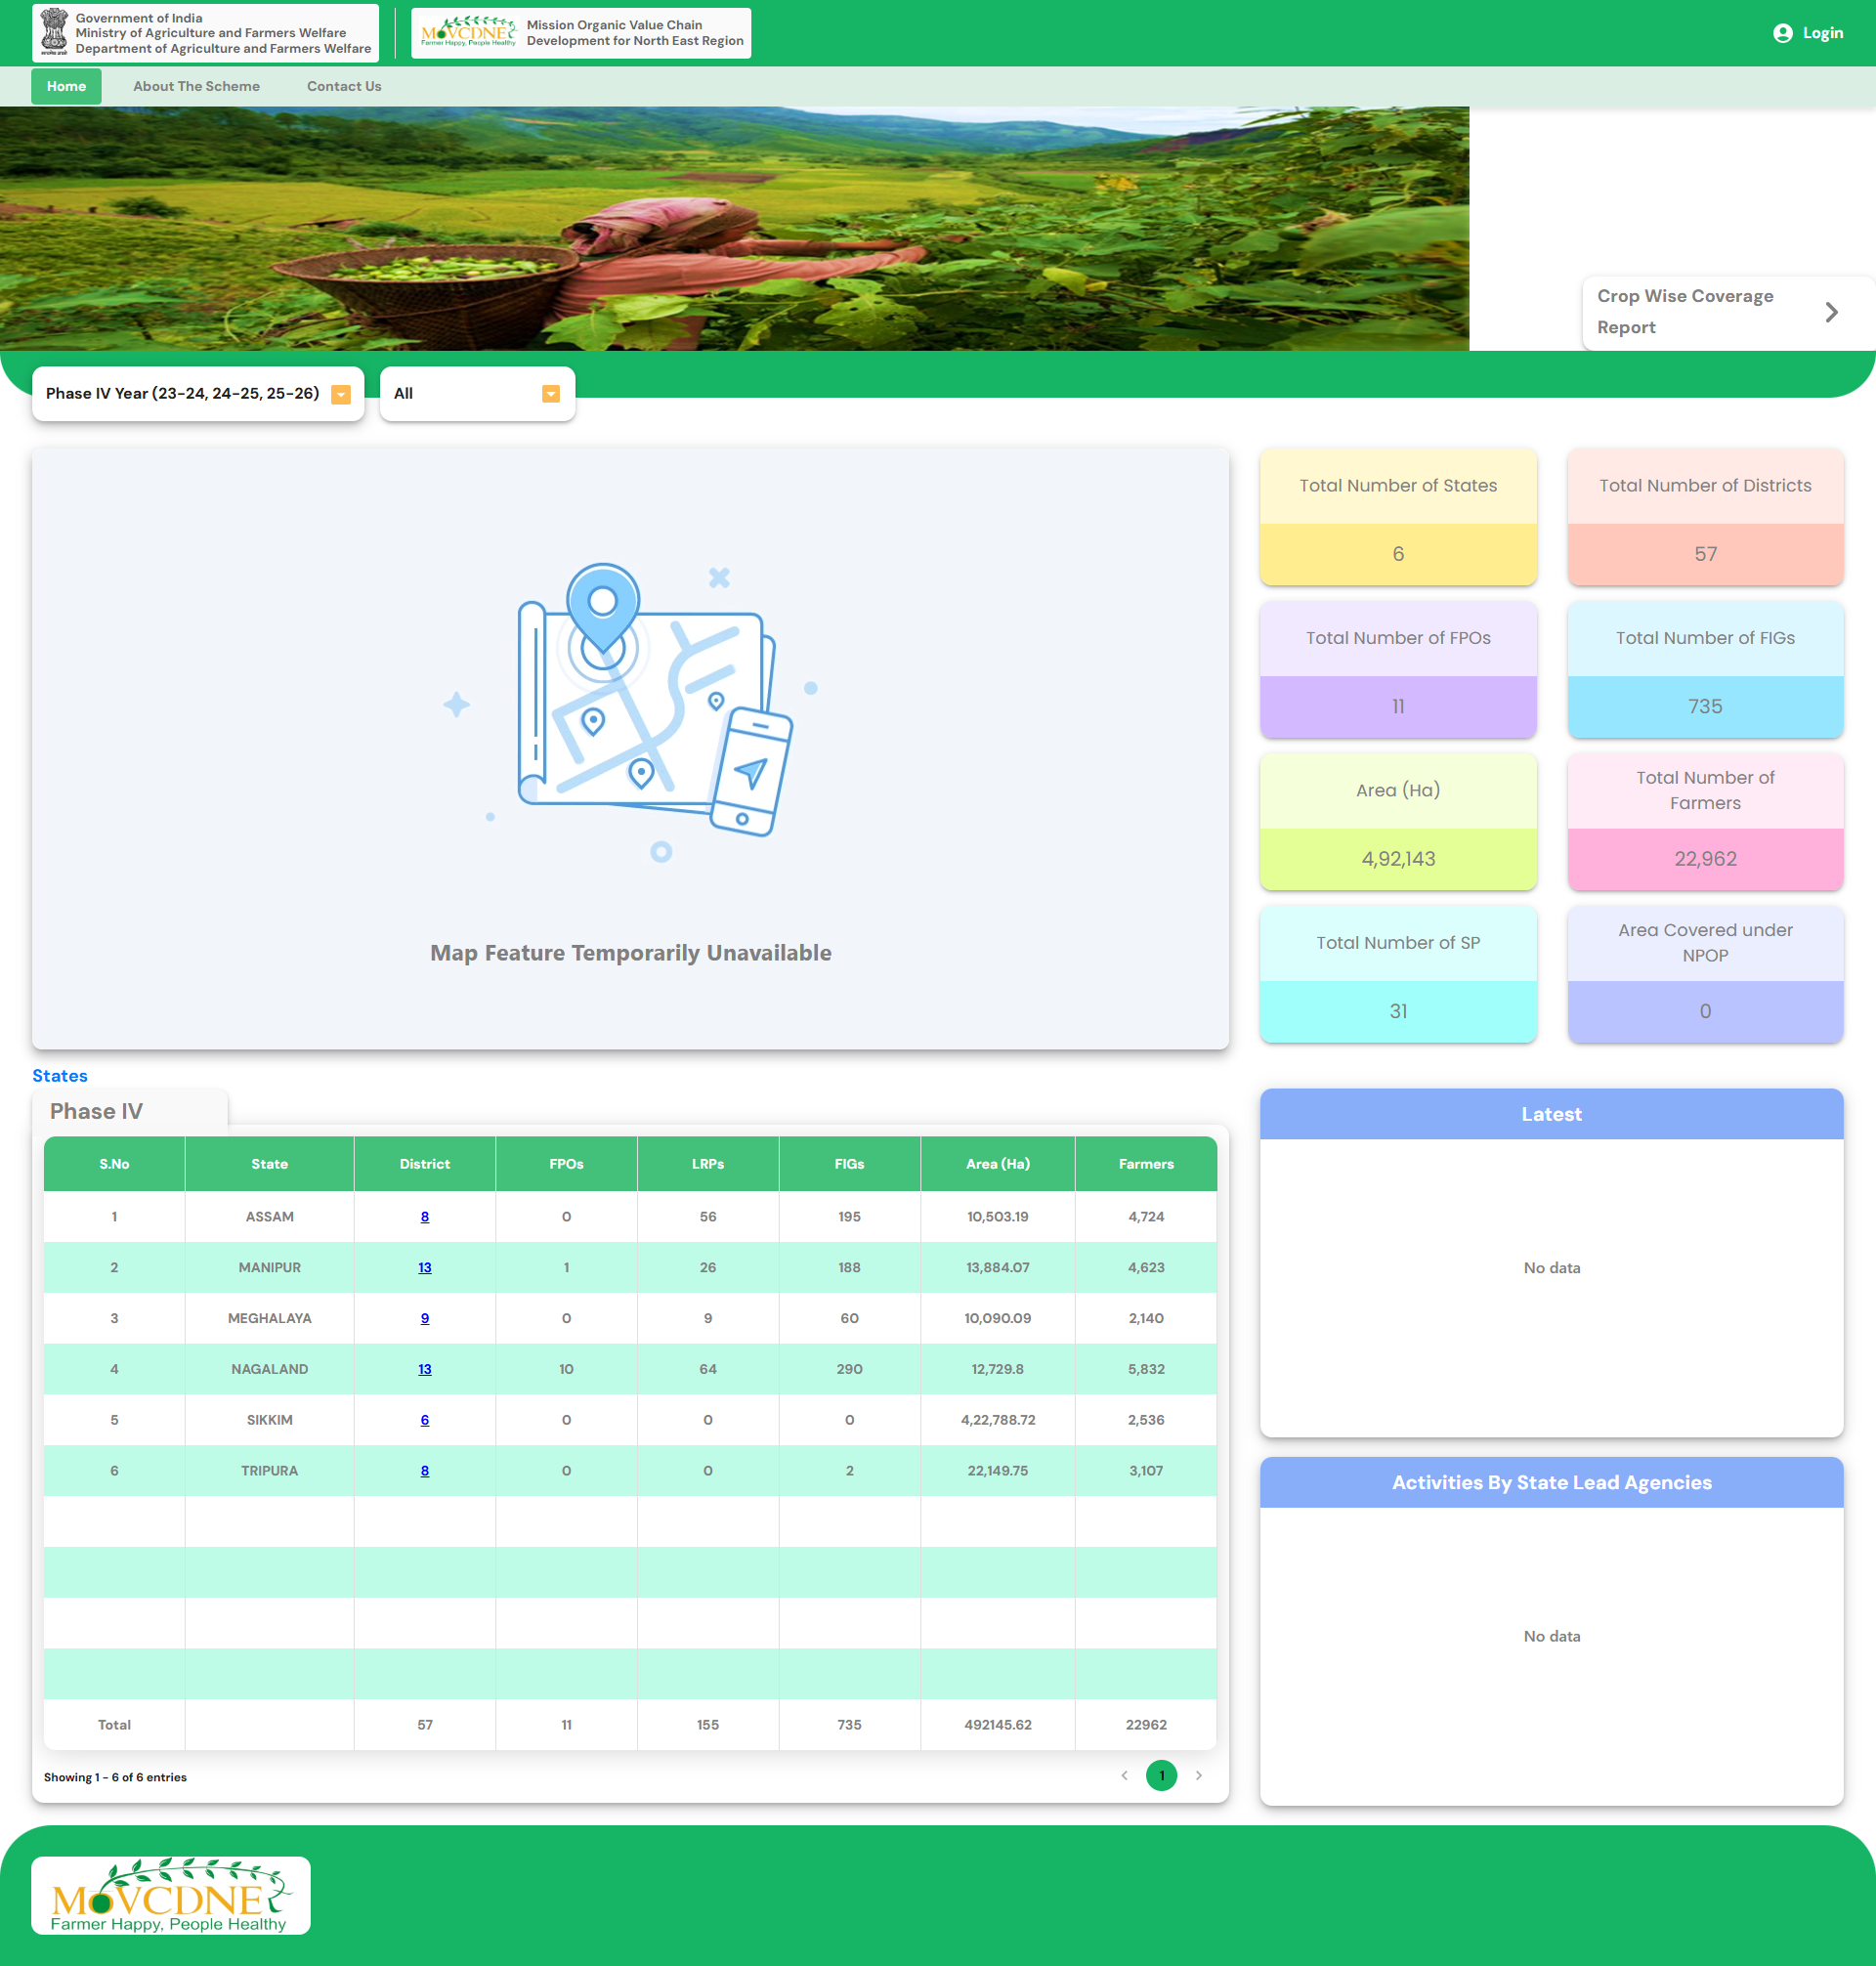 Government of India
Ministry of Agriculture and Farmers Welfare
Department of Agriculture and Farmers Welfare
MOVCDNER
Farmer Happy, People Healthy
Mission Organic Value Chain
Development for North East Region
Login
Home About The Scheme Contact Us
Crop Wise Coverage
Report
Phase IV Year (23-24, 24-25, 25-26) All
Map Feature Temporarily Unavailable
Total Number of States
6
Total Number of Districts
57
Total Number of FPOs
11
Total Number of FIGs
735
Area (Ha)
4,92,143
Total Number of
Farmers
22,962
Total Number of SP
31
Area Covered under
NPOP
0
States
Phase IV
S.No State District FPOs LRPs FIGs Area (Ha) Farmers
1 ASSAM 8 0 56 195 10,503.19 4,724
2 MANIPUR 13 1 26 188 13,884.07 4,623
3 MEGHALAYA 9 0 9 60 10,090.09 2,140
4 NAGALAND 13 10 64 290 12,729.8 5,832
5 SIKKIM 6 0 0 0 4,22,788.72 2,536
6 TRIPURA 8 0 0 2 22,149.75 3,107
Total 57 11 155 735 492145.62 22962
Showing 1 - 6 of 6 entries
1
Latest
No data
Activities By State Lead Agencies
No data
MOVCDNER
Farmer Happy, People Healthy